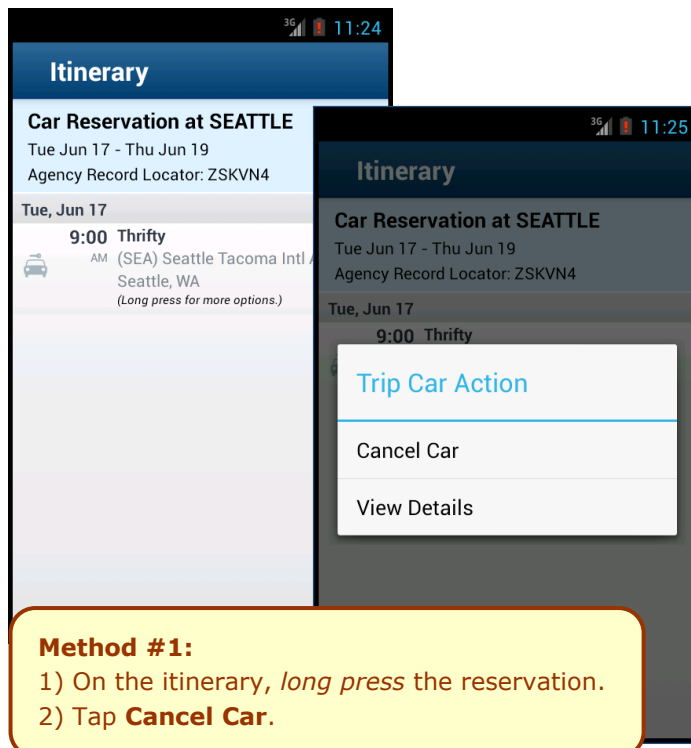 3G 11:24
Itinerary
Car Reservation at SEATTLE
Tue Jun 17 - Thu Jun 19
Agency Record Locator: ZSKVN4
Tue, Jun 17
9:00 Thrifty
AM (SEA) Seattle Tacoma Intl
Seattle, WA
(Long press for more options.)
3G 11:25
Itinerary
Car Reservation at SEATTLE
Tue Jun 17 - Thu Jun 19
Agency Record Locator: ZSKVN4
Tue, Jun 17
9:00 Thrifty
Trip Car Action
Cancel Car
View Details
Method #1:
1) On the itinerary, long press the reservation.
2) Tap Cancel Car.